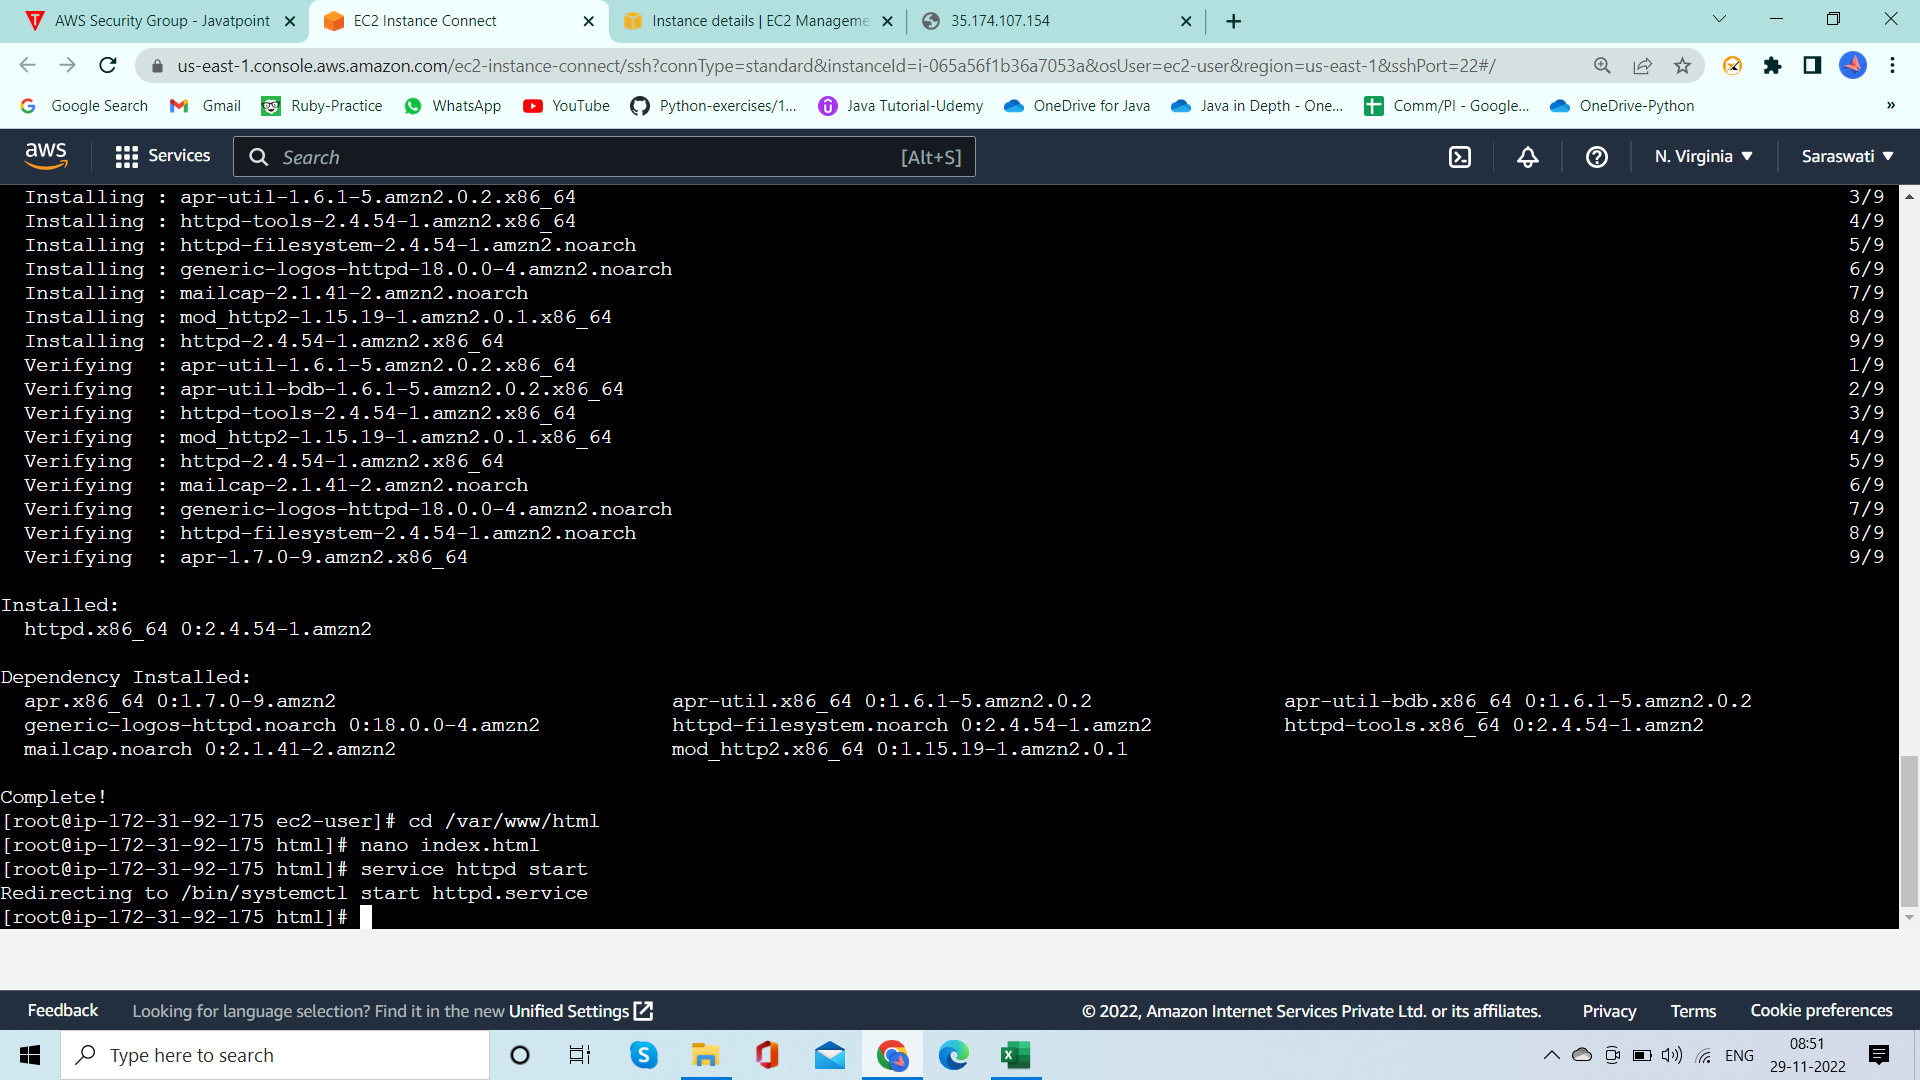 AWS Security Group - Javatpoint
EC2 Instance Connect
Instance details | EC2 Manageme
35.174.107.154
us-east-1.console.aws.amazon.com/ec2-instance-connect/ssh?connType=standard&instanceId=i-065a56f1b36a7053a&osUser=ec2-user&region=us-east-1&sshPort=22#/
Google Search
Gmail
Ruby-Practice
WhatsApp
YouTube
Python-exercises/1...
Java Tutorial-Udemy
OneDrive for Java
Java in Depth - One...
Comm/PI - Google...
OneDrive-Python
»
aws
Services
Search
[Alt+S]
N. Virginia
Saraswati
Installing : apr-util-1.6.1-5.amzn2.0.2.x86_64 3/9
Installing : httpd-tools-2.4.54-1.amzn2.x86_64 4/9
Installing : httpd-filesystem-2.4.54-1.amzn2.noarch 5/9
Installing : generic-logos-httpd-18.0.0-4.amzn2.noarch 6/9
Installing : mailcap-2.1.41-2.amzn2.noarch 7/9
Installing : mod_http2-1.15.19-1.amzn2.0.1.x86_64 8/9
Installing : httpd-2.4.54-1.amzn2.x86_64 9/9
Verifying : apr-util-1.6.1-5.amzn2.0.2.x86_64 1/9
Verifying : apr-util-bdb-1.6.1-5.amzn2.0.2.x86_64 2/9
Verifying : httpd-tools-2.4.54-1.amzn2.x86_64 3/9
Verifying : mod_http2-1.15.19-1.amzn2.0.1.x86_64 4/9
Verifying : httpd-2.4.54-1.amzn2.x86_64 5/9
Verifying : mailcap-2.1.41-2.amzn2.noarch 6/9
Verifying : generic-logos-httpd-18.0.0-4.amzn2.noarch 7/9
Verifying : httpd-filesystem-2.4.54-1.amzn2.noarch 8/9
Verifying : apr-1.7.0-9.amzn2.x86_64 9/9
Installed:
httpd.x86_64 0:2.4.54-1.amzn2
Dependency Installed:
apr.x86_64 0:1.7.0-9.amzn2 apr-util.x86_64 0:1.6.1-5.amzn2.0.2 apr-util-bdb.x86_64 0:1.6.1-5.amzn2.0.2
generic-logos-httpd.noarch 0:18.0.0-4.amzn2 httpd-filesystem.noarch 0:2.4.54-1.amzn2 httpd-tools.x86_64 0:2.4.54-1.amzn2
mailcap.noarch 0:2.1.41-2.amzn2 mod_http2.x86_64 0:1.15.19-1.amzn2.0.1
Complete!
[root@ip-172-31-92-175 ec2-user]# cd /var/www/html
[root@ip-172-31-92-175 html]# nano index.html
[root@ip-172-31-92-175 html]# service httpd start
Redirecting to /bin/systemctl start httpd.service
[root@ip-172-31-92-175 html]#
Feedback
Looking for language selection? Find it in the new Unified Settings
© 2022, Amazon Internet Services Private Ltd. or its affiliates.
Privacy
Terms
Cookie preferences
Type here to search
ENG
08:51
29-11-2022